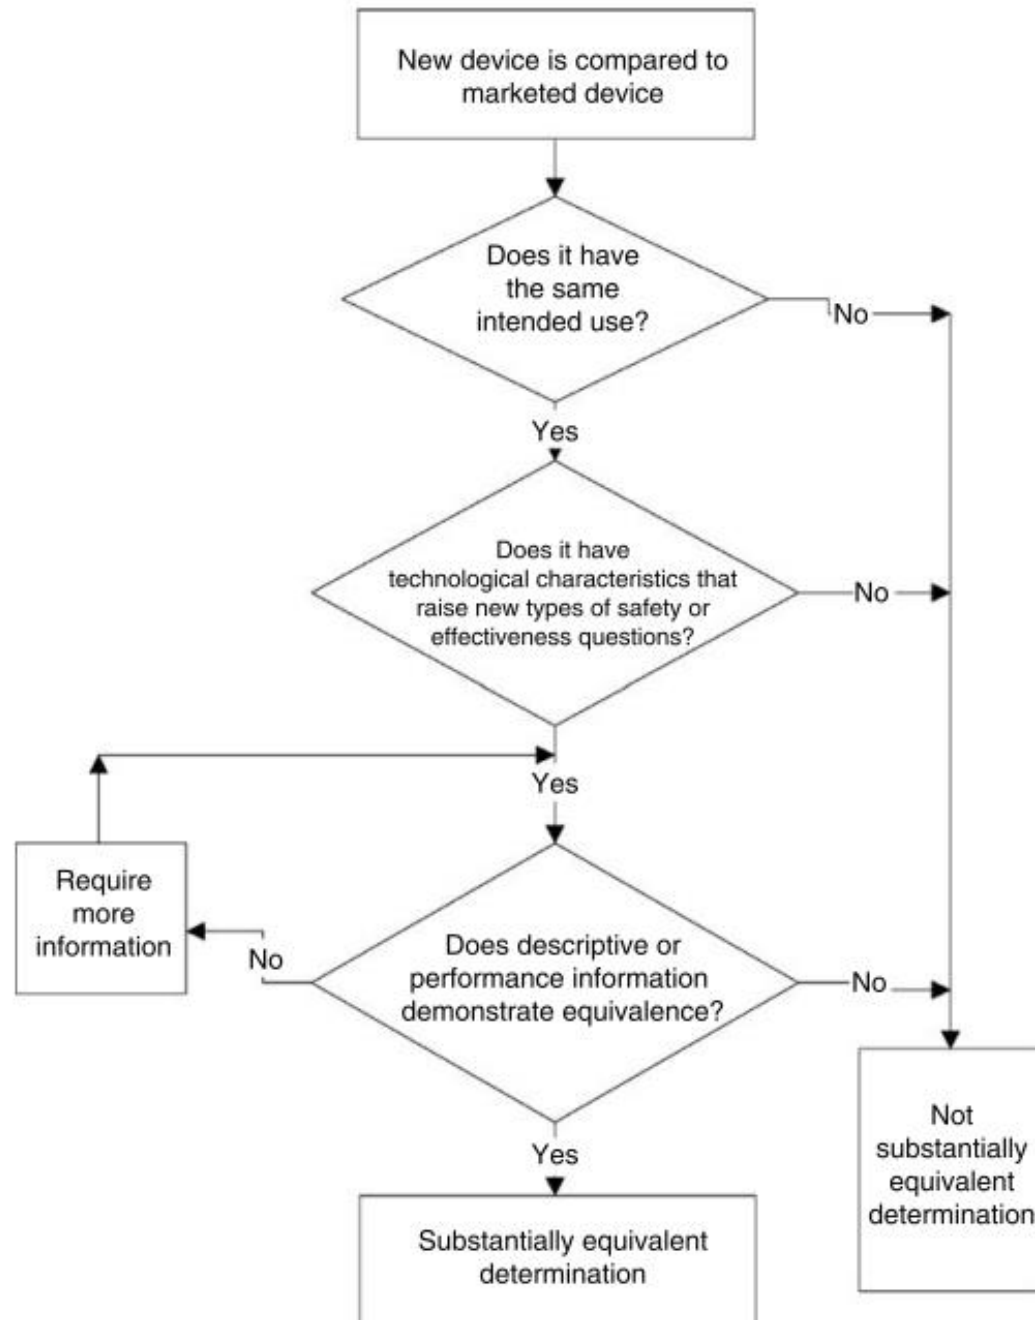 New device is compared to
marketed device
Does it have
the same
intended use?
No
Yes
Does it have
technological characteristics that
raise new types of safety or
effectiveness questions?
No
Yes
Require
more
information
No
Does descriptive or
performance information
demonstrate equivalence?
No
Yes
Not
substantially
equivalent
determination
Substantially equivalent
determination